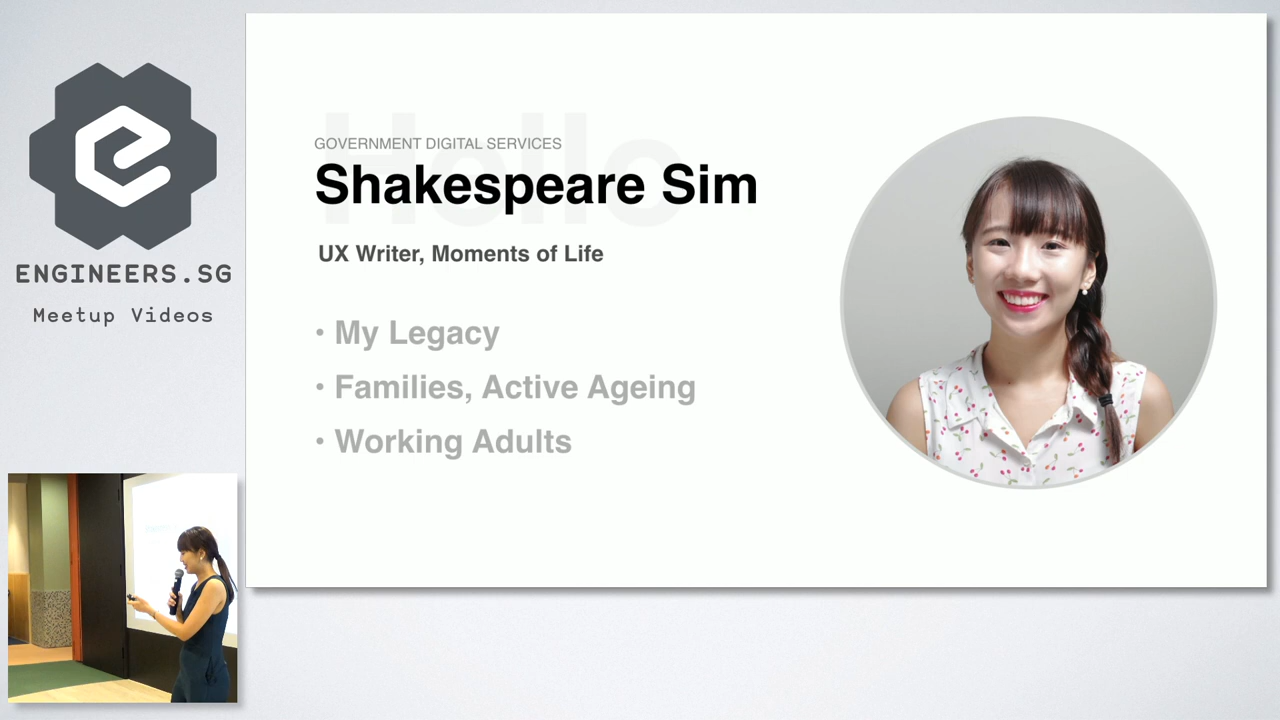 ENGINEERS.SG
Meetup Videos
Hello
GOVERNMENT DIGITAL SERVICES
Shakespeare Sim
UX Writer, Moments of Life
• My Legacy
• Families, Active Ageing
• Working Adults